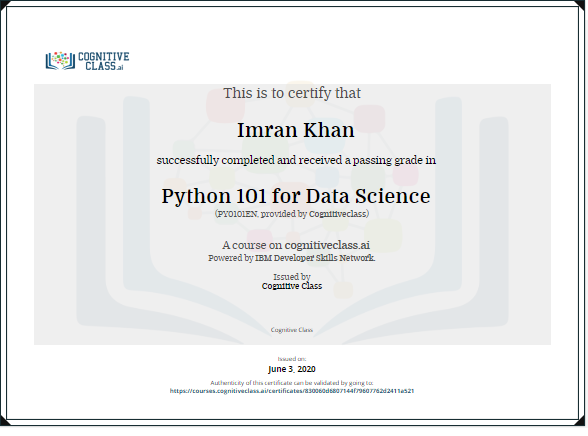 COGNITIVE
CLASS.ai
This is to certify that
Imran Khan
successfully completed and received a passing grade in
Python 101 for Data Science
(PY0101EN, provided by Cognitiveclass)
A course on cognitiveclass.ai
Powered by IBM Developer Skills Network.
Issued by
Cognitive Class
Cognitive Class
Issued on:
June 3, 2020
Authenticity of this certificate can be validated by going to:
https://courses.cognitiveclass.ai/certificates/830060d6807144f79607762d2411a521